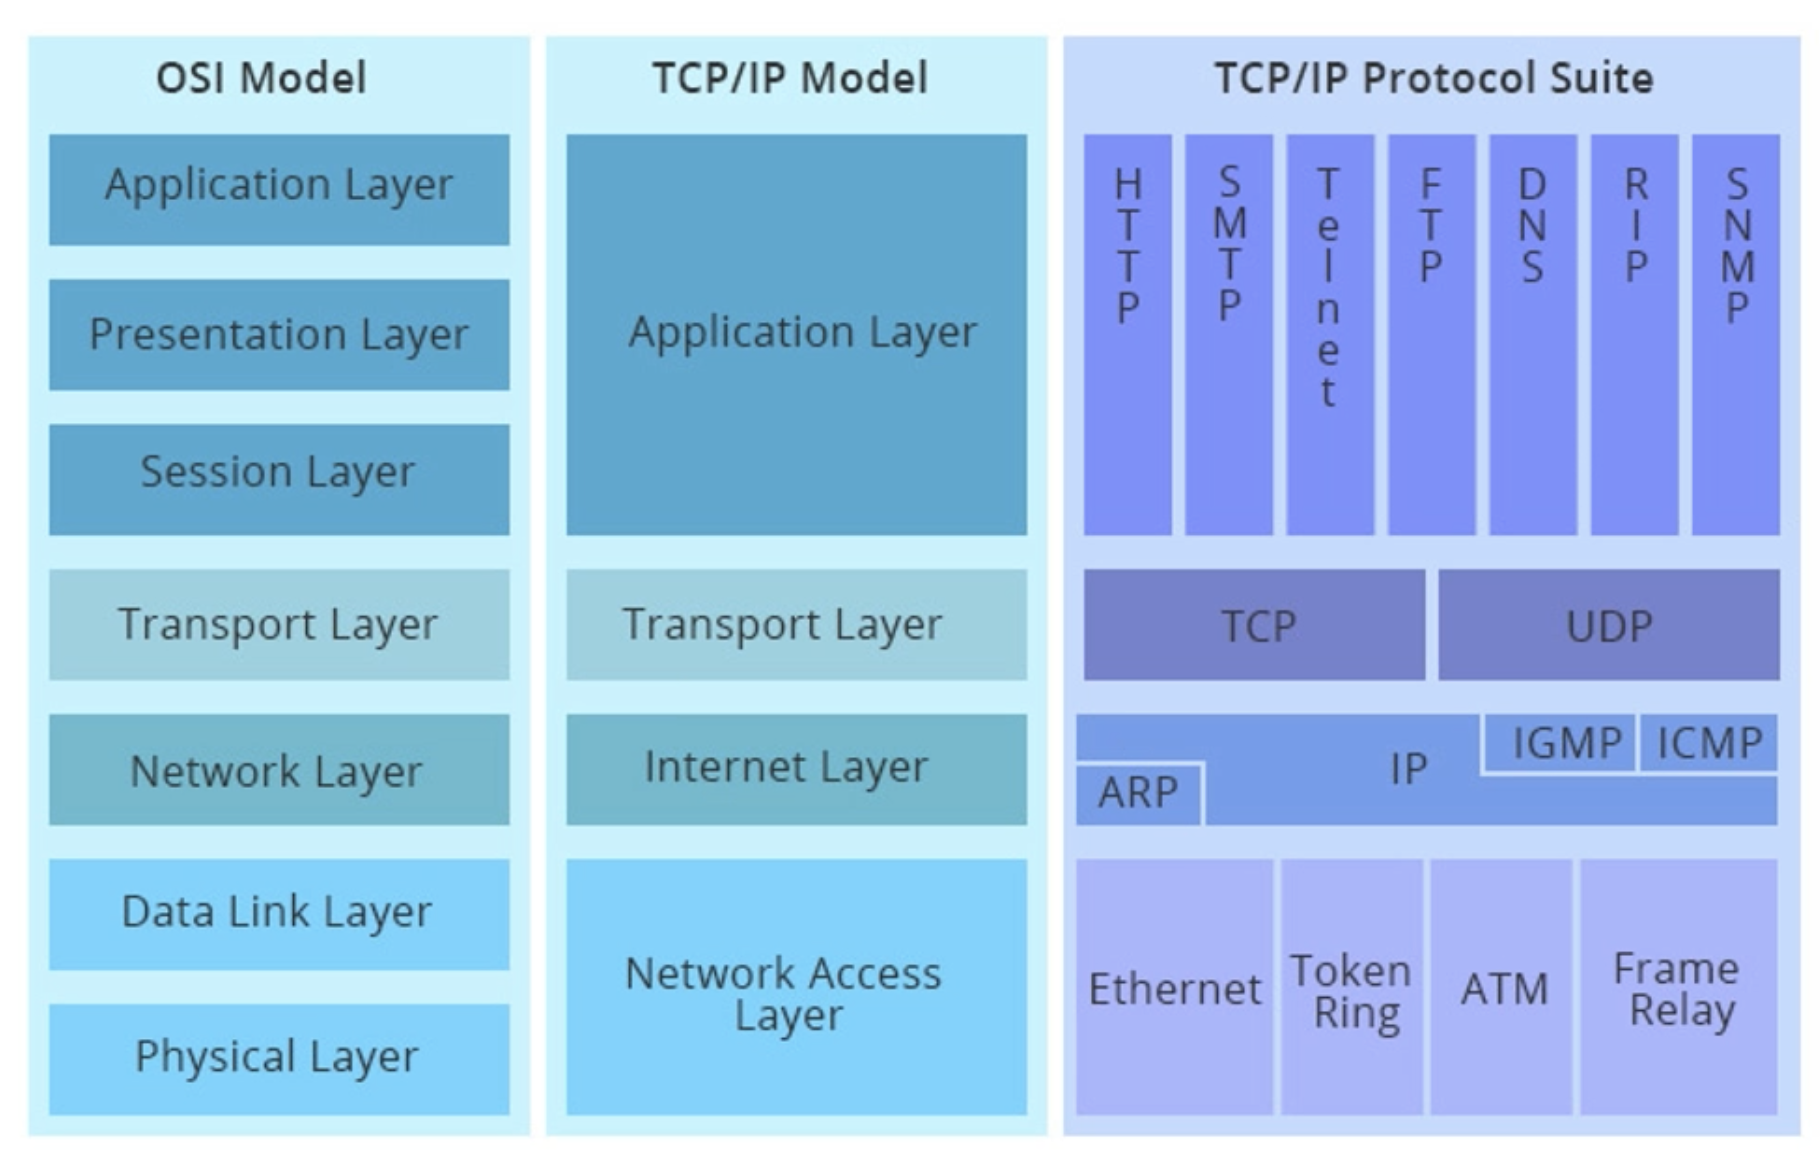 OSI Model
Application Layer
Presentation Layer
Session Layer
Transport Layer
Network Layer
Data Link Layer
Physical Layer
TCP/IP Model
Application Layer
Transport Layer
Internet Layer
Network Access
Layer
TCP/IP Protocol Suite
HTTP
SMTP
Telnet
FTP
DNS
RIP
SNMP
TCP
UDP
ARP
IP
IGMP
ICMP
Ethernet
Token
Ring
ATM
Frame
Relay